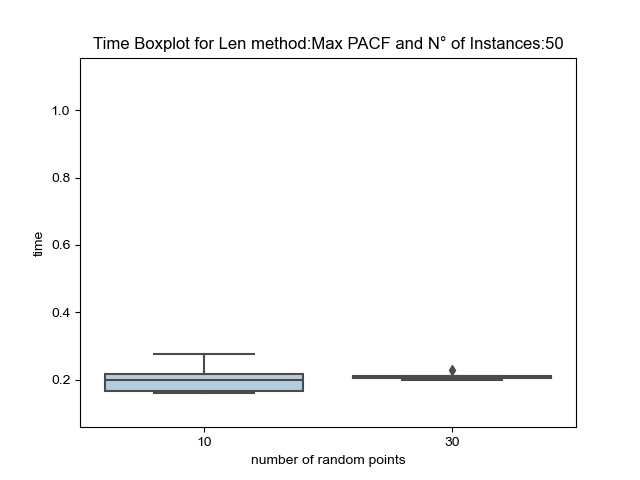 Time Boxplot for Len method:Max PACF and N° of Instances:50
1.0
0.8
0.6
0.4
0.2
time
10
30
number of random points